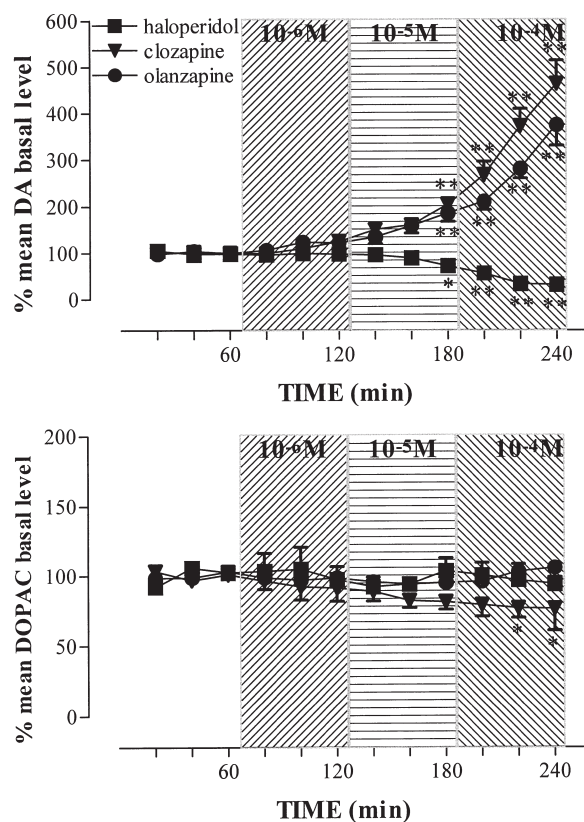 600
500
400
300
200
100
0
% mean DA basal level
haloperidol
clozapine
olanzapine
10-6M 10-5M 10-4M
** ** ** **
** ** ** **
* ** ** **
60 120 180 240
TIME (min)
200
150
100
50
0
% mean DOPAC basal level
10-6M 10-5M 10-4M
* *
60 120 180 240
TIME (min)